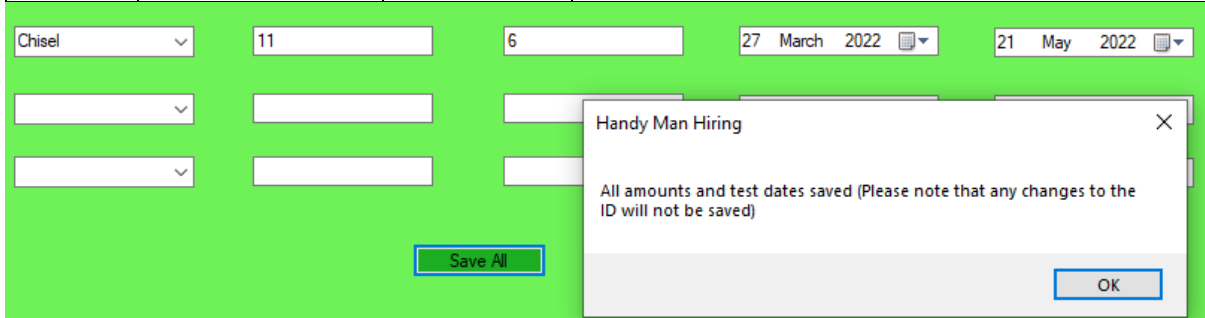 Chisel 11 6 27 March 2022 21 May 2022
Handy Man Hiring
All amounts and test dates saved (Please note that any changes to the
ID will not be saved)
Save All
OK